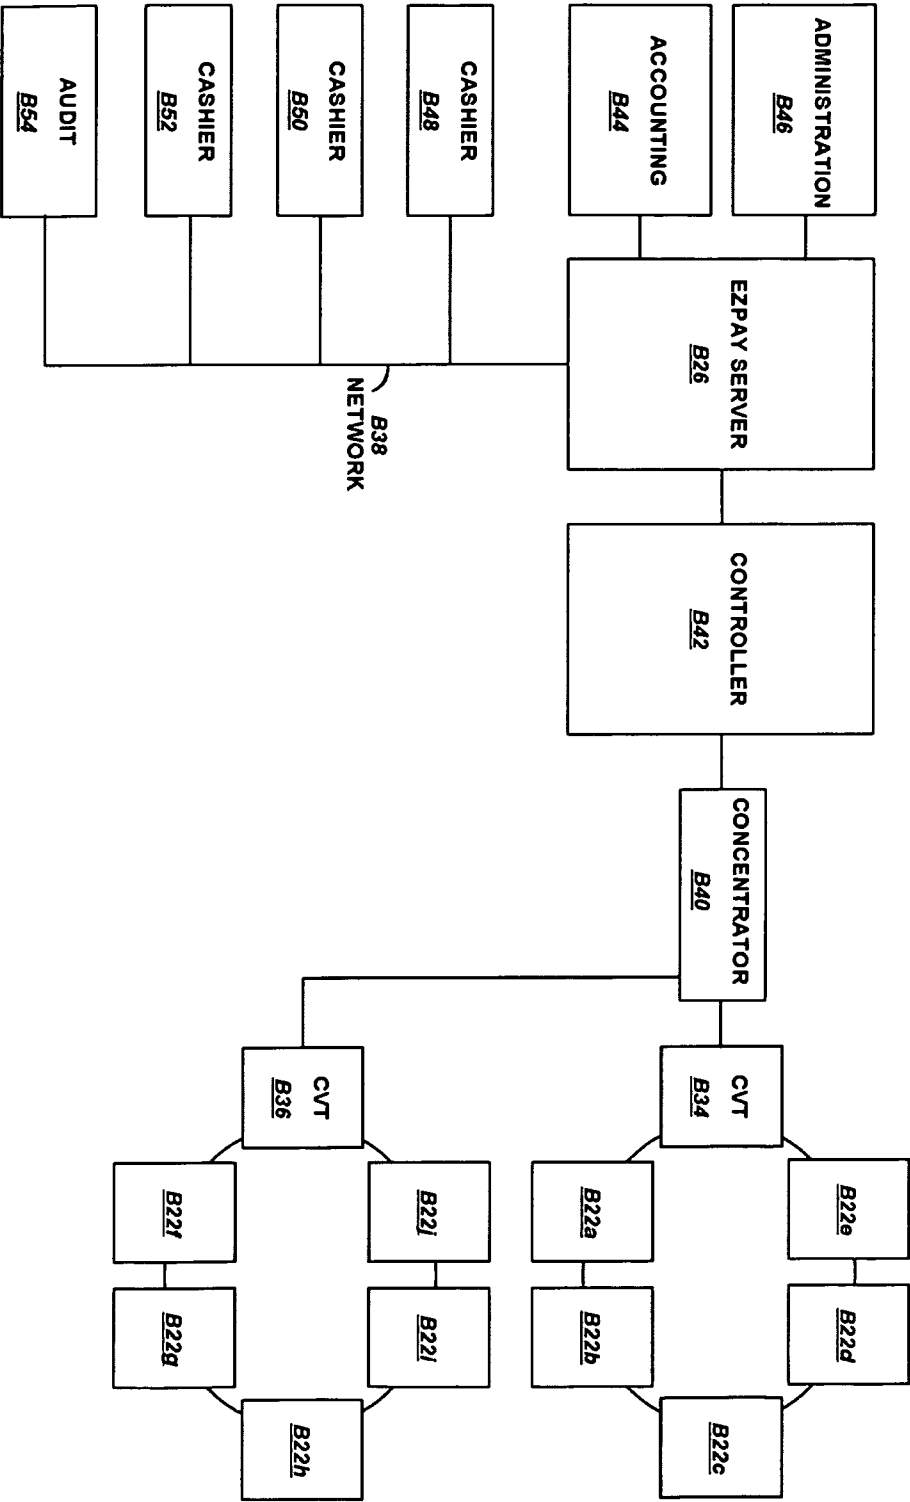 ADMINISTRATION
B46
ACCOUNTING
B44
CASHIER
B48
CASHIER
B50
CASHIER
B52
AUDIT
B54
EZPAY SERVER
B26
B38
NETWORK
CONTROLLER
B42
CONCENTRATOR
B40
CVT
B34
CVT
B36
B22e
B22a
B22j
B22f
B22d
B22b
B22i
B22g
B22c
B22h